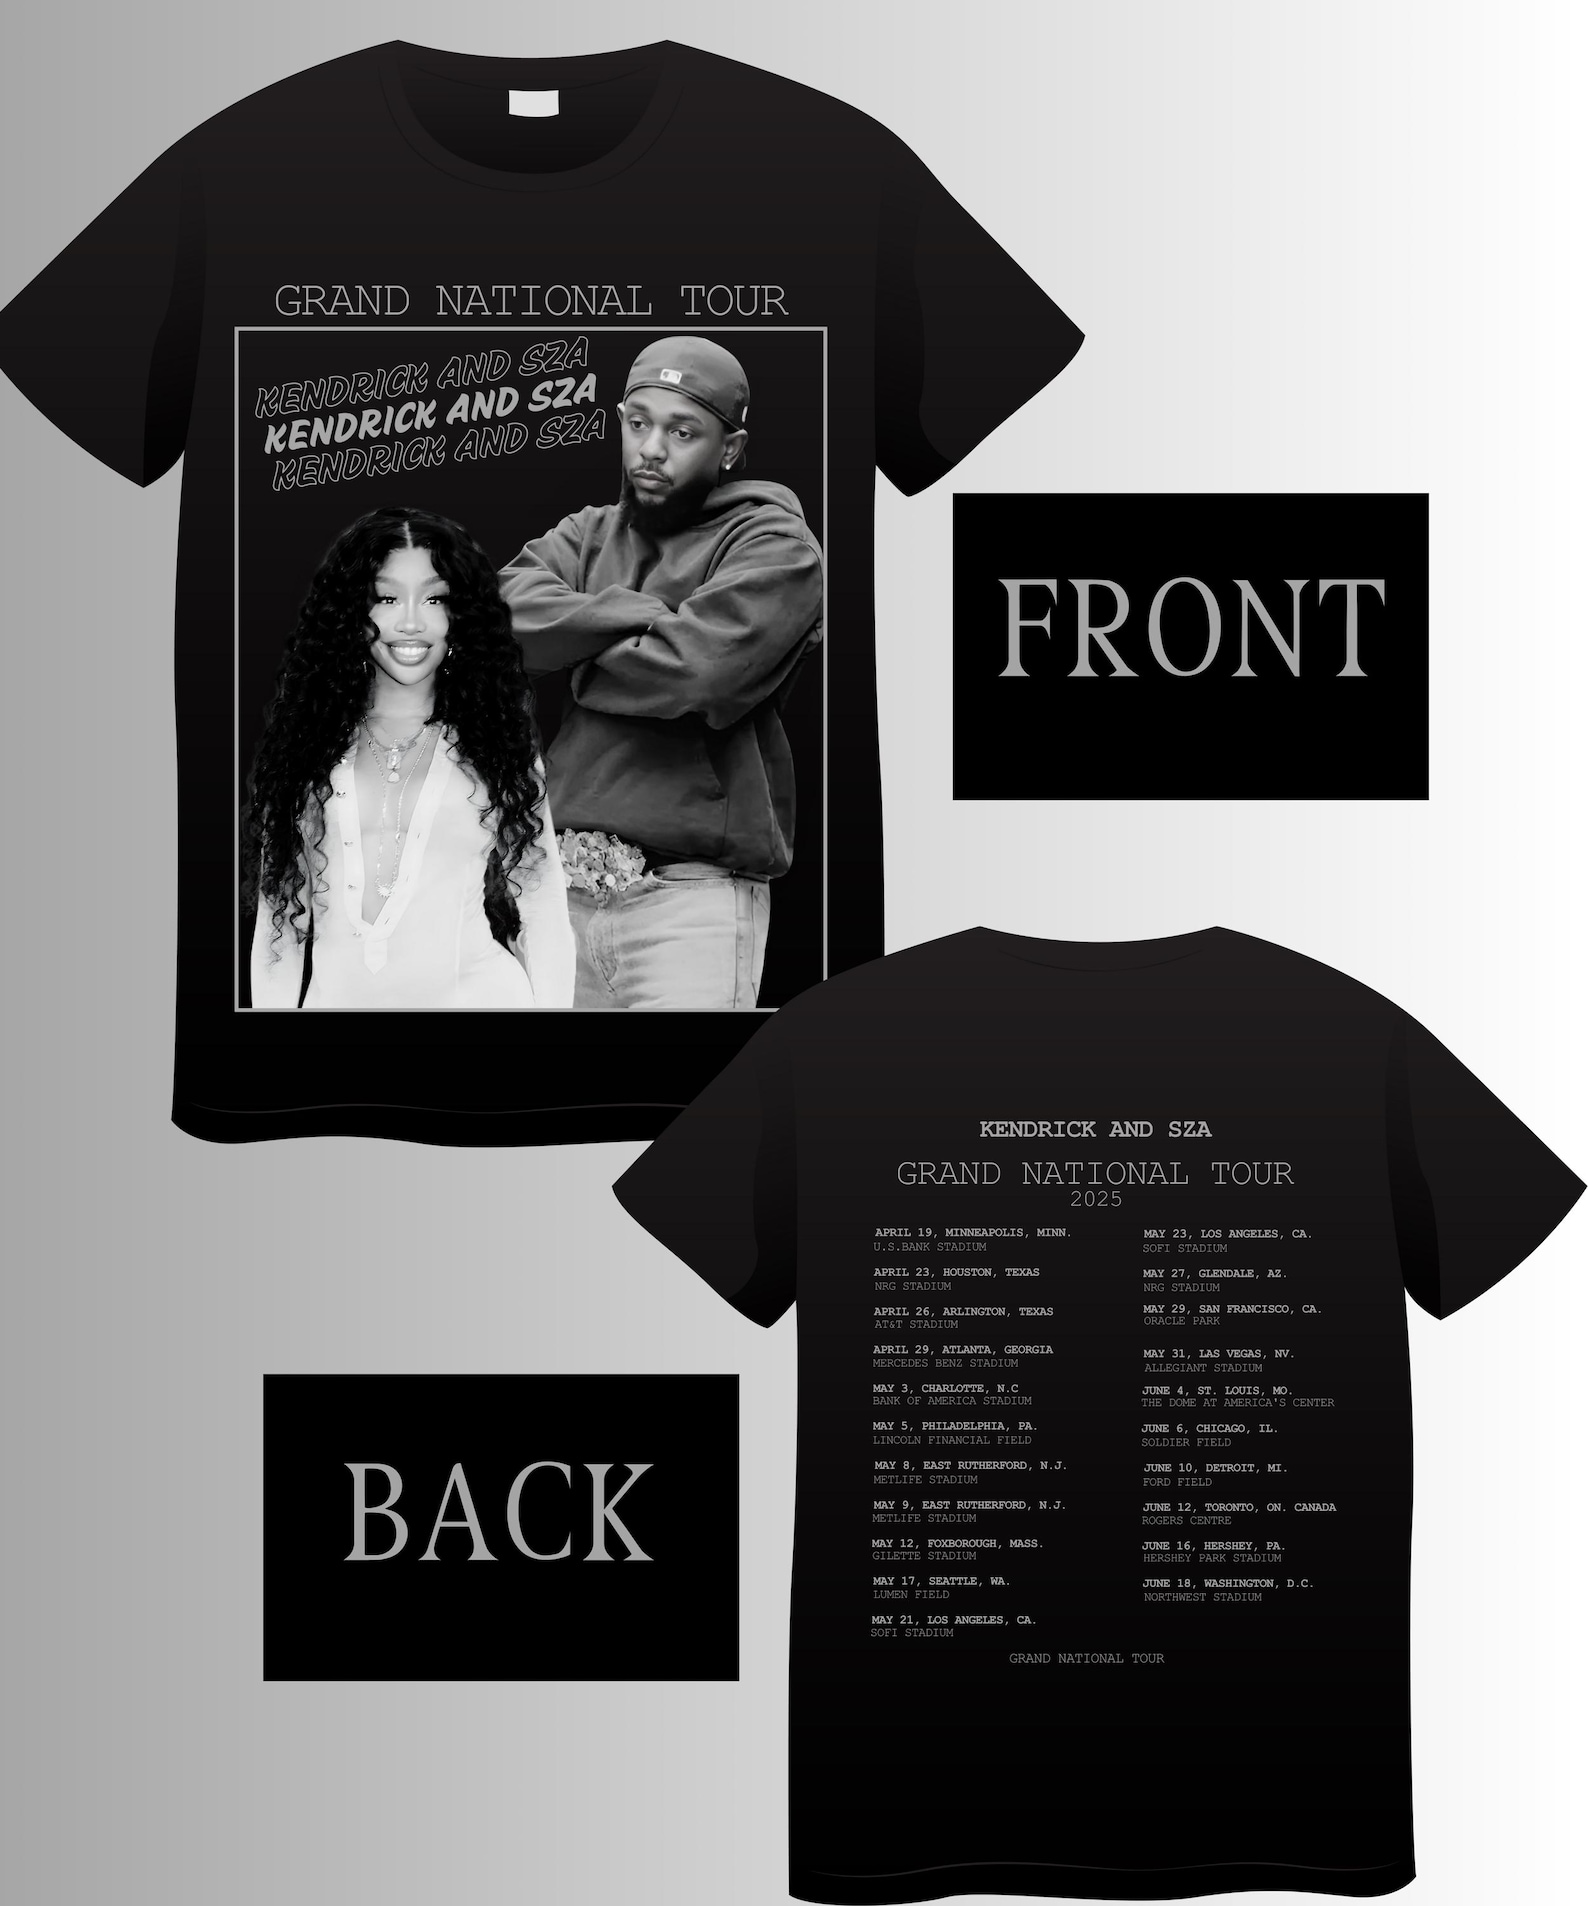 GRAND NATIONAL TOUR
KENDRICK AND SZA
KENDRICK AND SZA
KENDRICK AND SZA
FRONT
BACK
KENDRICK AND SZA
GRAND NATIONAL TOUR
2025
APRIL 19, MINNEAPOLIS, MINN.
U.S.BANK STADIUM
APRIL 23, HOUSTON, TEXAS
NRG STADIUM
APRIL 26, ARLINGTON, TEXAS
AT&T STADIUM
APRIL 29, ATLANTA, GEORGIA
MERCEDES BENZ STADIUM
MAY 3, CHARLOTTE, N.C
BANK OF AMERICA STADIUM
MAY 5, PHILADELPHIA, PA.
LINCOLN FINANCIAL FIELD
MAY 8, EAST RUTHERFORD, N.J.
METLIFE STADIUM
MAY 9, EAST RUTHERFORD, N.J.
METLIFE STADIUM
MAY 12, FOXBOROUGH, MASS.
GILETTE STADIUM
MAY 17, SEATTLE, WA.
LUMEN FIELD
MAY 21, LOS ANGELES, CA.
SOFI STADIUM
MAY 23, LOS ANGELES, CA.
SOFI STADIUM
MAY 27, GLENDALE, AZ.
NRG STADIUM
MAY 29, SAN FRANCISCO, CA.
ORACLE PARK
MAY 31, LAS VEGAS, NV.
ALLEGIANT STADIUM
JUNE 4, ST. LOUIS, MO.
THE DOME AT AMERICA'S CENTER
JUNE 6, CHICAGO, IL.
SOLDIER FIELD
JUNE 10, DETROIT, MI.
FORD FIELD
JUNE 12, TORONTO, ON. CANADA
ROGERS CENTRE
JUNE 16, HERSHEY, PA.
HERSHEY PARK STADIUM
JUNE 18, WASHINGTON, D.C.
NORTHWEST STADIUM
GRAND NATIONAL TOUR